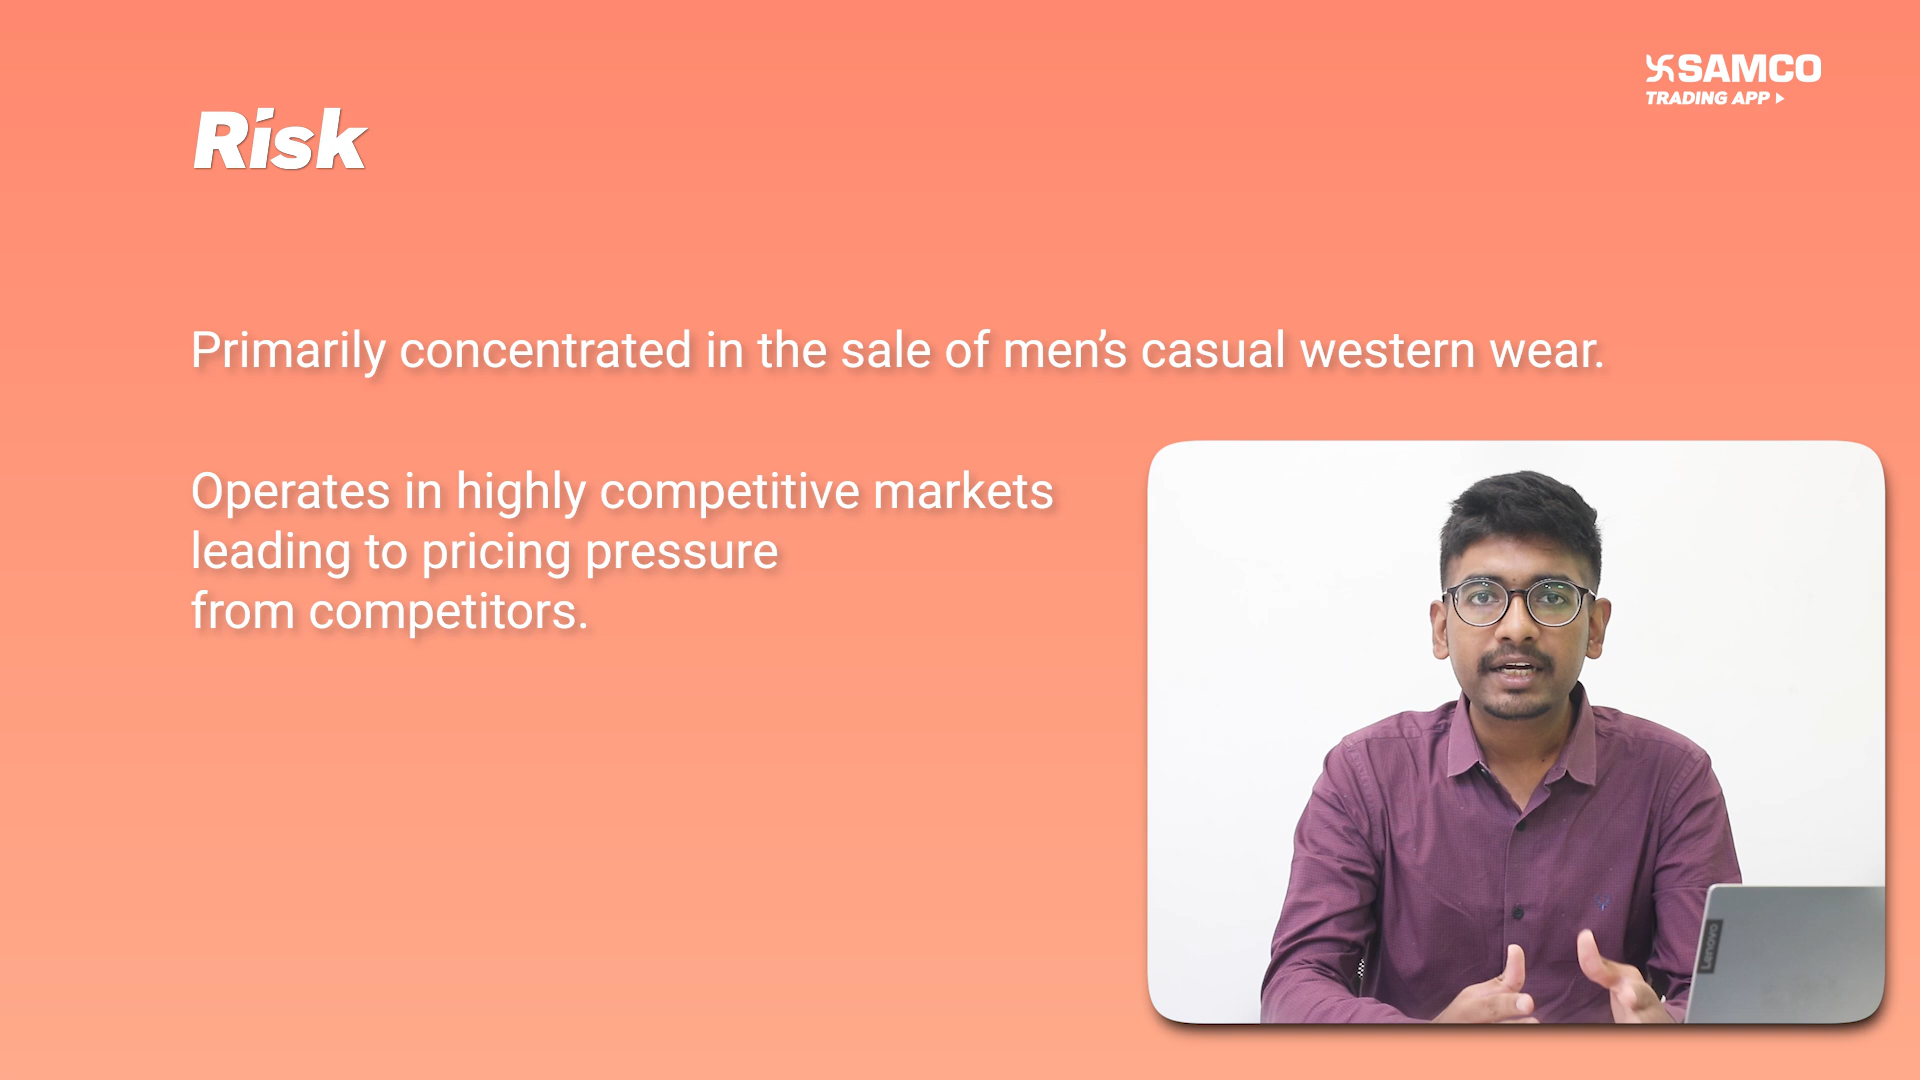 SAMCO
TRADING APP
Risk
Primarily concentrated in the sale of men’s casual western wear.
Operates in highly competitive markets
leading to pricing pressure
from competitors.
Lenovo